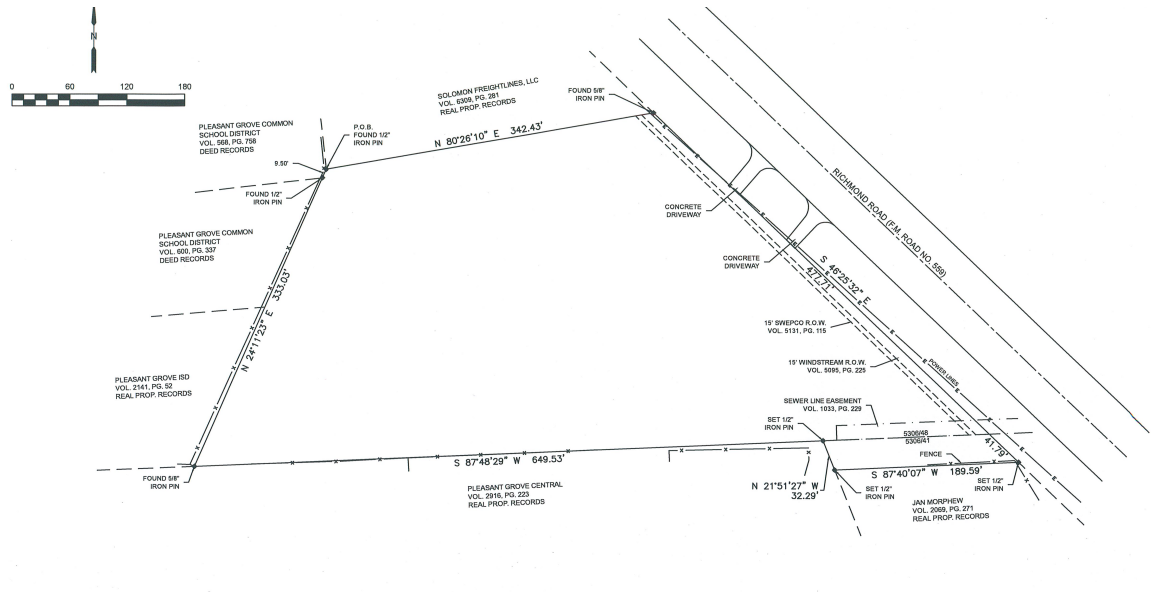 N
0 60 120 180
SOLOMON FREIGHTLINES, LLC
VOL. 6309, PG. 281
REAL PROP. RECORDS
FOUND 5/8"
IRON PIN
PLEASANT GROVE COMMON
SCHOOL DISTRICT
VOL. 568, PG. 758
DEED RECORDS
P.O.B.
FOUND 1/2"
IRON PIN
N 80°26'10" E 342.43'
9.50'
FOUND 1/2"
IRON PIN
RICHMOND ROAD (F.M. ROAD NO. 559)
CONCRETE
DRIVEWAY
PLEASANT GROVE COMMON
SCHOOL DISTRICT
VOL. 600, PG. 337
DEED RECORDS
CONCRETE
DRIVEWAY
S 46°25'32" E
477.71'
N 24°11'23" E 333.03'
15' SWEPCO R.O.W.
VOL. 5131, PG. 115
15' WINDSTREAM R.O.W.
VOL. 5095, PG. 225
POWER LINES
PLEASANT GROVE ISD
VOL. 2141, PG. 52
REAL PROP. RECORDS
SEWER LINE EASEMENT
VOL. 1033, PG. 229
SET 1/2"
IRON PIN
5306/48
5306/41
41.79'
FENCE
S 87°48'29" W 649.53'
S 87°40'07" W 189.59'
FOUND 5/8"
IRON PIN
PLEASANT GROVE CENTRAL
VOL. 2916, PG. 223
REAL PROP. RECORDS
N 21°51'27" W
32.29'
SET 1/2"
IRON PIN
SET 1/2"
IRON PIN
JAN MORPHEW
VOL. 2069, PG. 271
REAL PROP. RECORDS